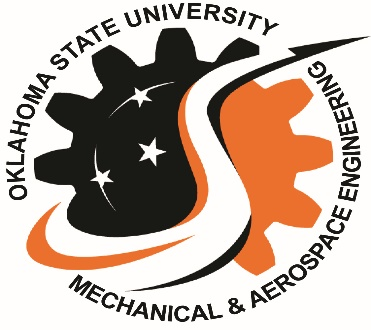 OKLAHOMA STATE UNIVERSITY
MECHANICAL & AEROSPACE ENGINEERING